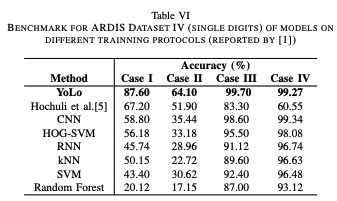 Table VI
BENCHMARK FOR ARDIS DATASET IV (SINGLE DIGITS) OF MODELS ON
DIFFERENT TRAINNING PROTOCOLS (REPORTED BY [1])
Accuracy (%)
Method Case I Case II Case III Case IV
YoLo 87.60 64.10 99.70 99.27
Hochuli et al.[5] 67.20 51.90 83.30 60.55
CNN 58.80 35.44 98.60 99.34
HOG-SVM 56.18 33.18 95.50 98.08
RNN 45.74 28.96 91.12 96.74
kNN 50.15 22.72 89.60 96.63
SVM 43.40 30.62 92.40 96.48
Random Forest 20.12 17.15 87.00 93.12